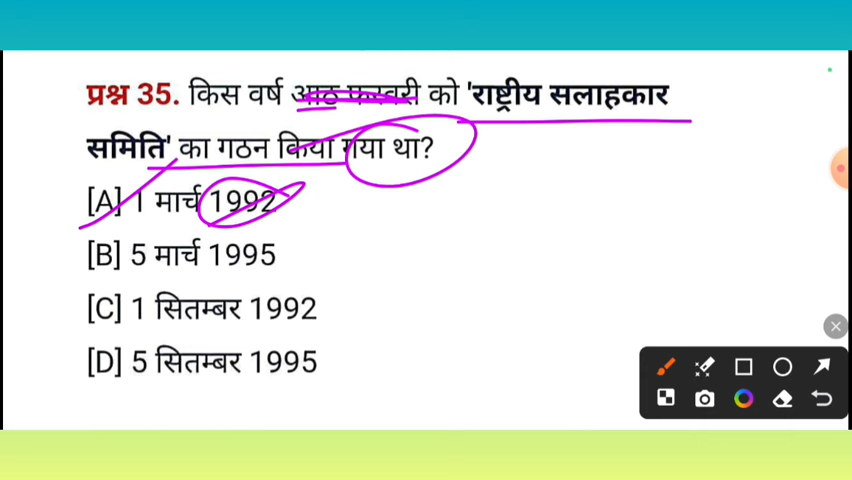 प्रश्न 35. किस वर्ष आठ फरवरी को 'राष्ट्रीय सलाहकार
समिति' का गठन किया गया था?
[A] 1 मार्च 1992
[B] 5 मार्च 1995
[C] 1 सितम्बर 1992
[D] 5 सितम्बर 1995